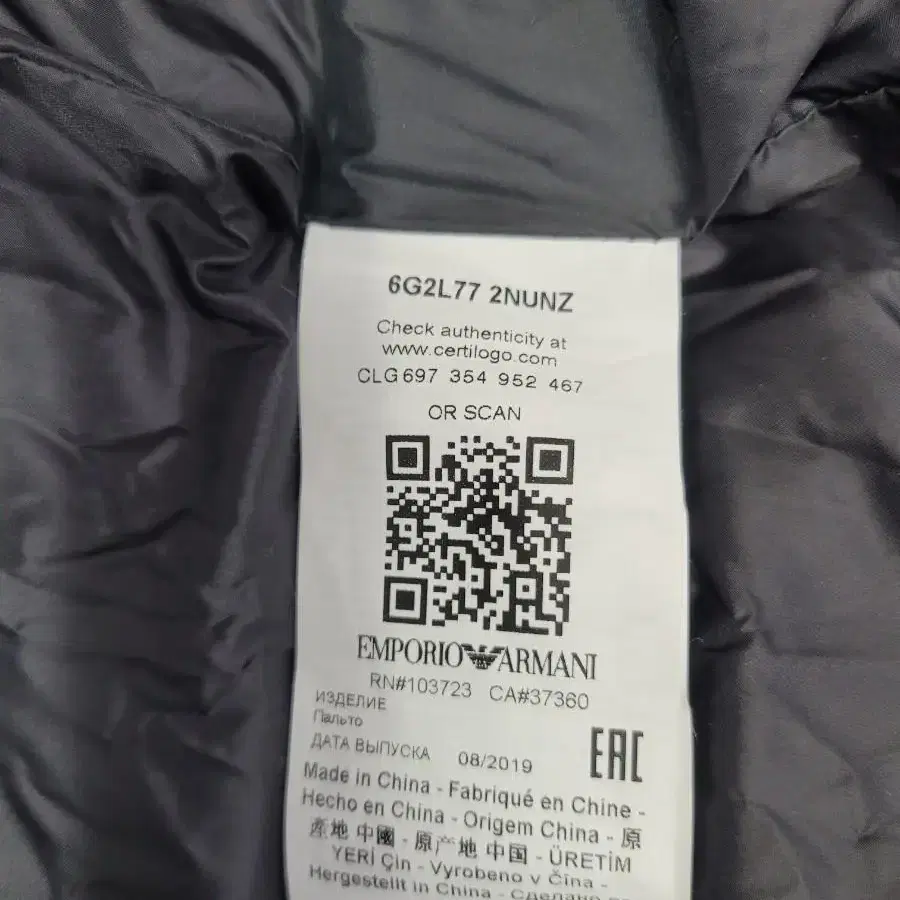 6G2L77 2NUNZ
Check authenticity at
www.certilogo.com
CLG 697 354 952 467
OR SCAN
EMPORIO ARMANI
RN#103723 CA#37360
ИЗДЕЛИЕ
Пальто
ДАТА ВЫПУСКА 08/2019
EAC
Made in China - Fabriqué en Chine -
Hecho en China - Origem China - 原
產地 中國 - 原产地 中国 - ÜRETİM
YERİ Çin - Vyrobeno v Čína -
Hergestellt in China - Сделано